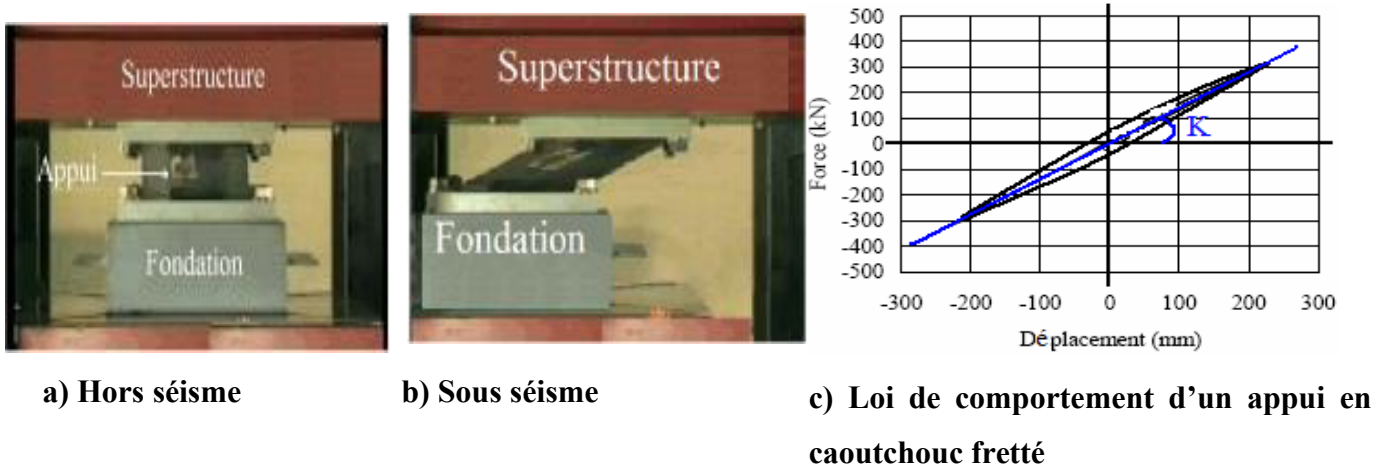 Superstructure
Appui
Fondation
Superstructure
Fondation
500
400
300
200
100
0
-100
-200
-300
-400
-500
Force (kN)
K
-300 -200 -100 0 100 200 300
Déplacement (mm)
a) Hors séisme
b) Sous séisme
c) Loi de comportement d’un appui en
caoutchouc fretté